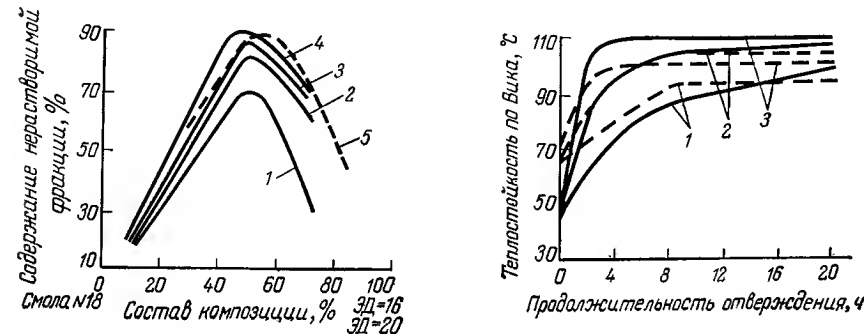 Содержание нерастворимой фракции, %
110
90
70
50
30
10
0 20 40 60 80 100
Смола N18 Состав композиции, % ЭД=16
ЭД=20
4
3
2
5
1
Теплостойкость по Вика, °С
110
90
70
50
30
0 4 8 12 16 20
1 2 3
Продолжительность отверждения, ч